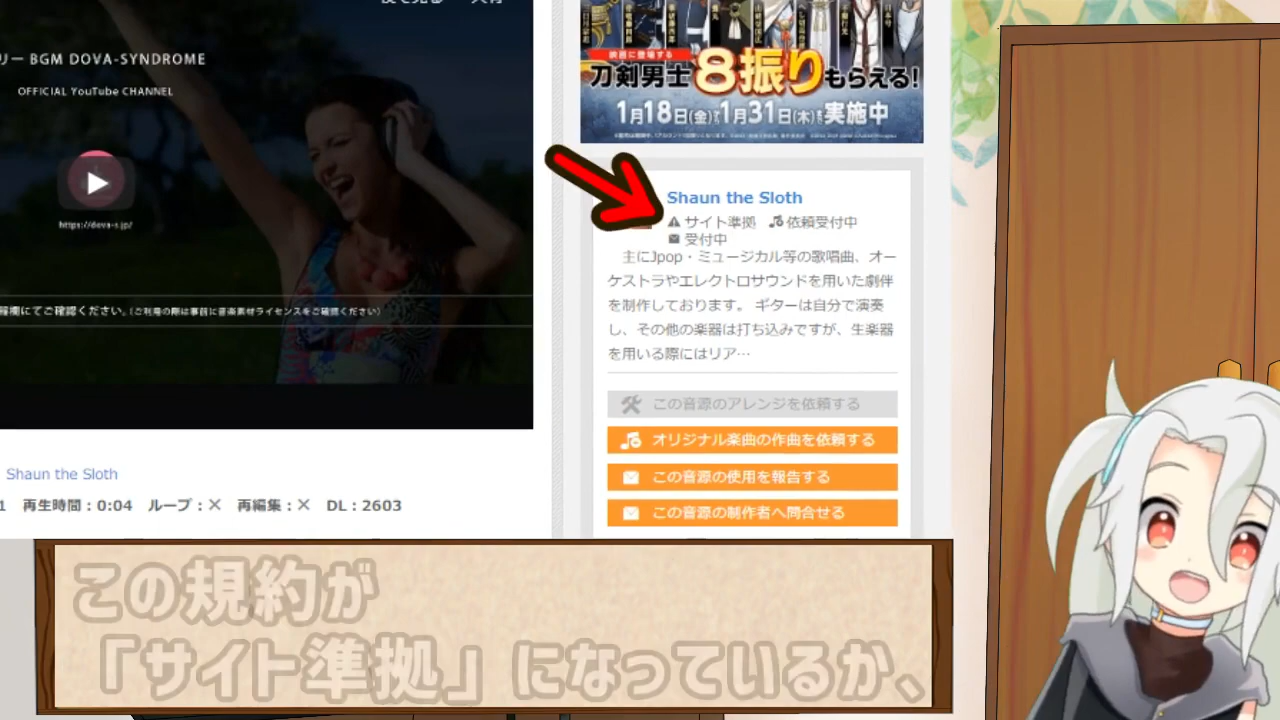 リー BGM DOVA-SYNDROME
OFFICIAL YouTube CHANNEL
https://dova-s.jp/
詳欄にてご確認ください。(ご利用の際は事前に音楽素材ライセンスをご確認ください)
Shaun the Sloth
再生時間：0:04 ループ：× 再編集：× DL：2603
映画に登場する
刀剣男士8振りもらえる!
1月18日(金)から1月31日(木)まで実施中
Shaun the Sloth
サイト準拠 依頼受付中
受付中
主にJpop・ミュージカル等の歌唱曲、オー
ケストラやエレクトロサウンドを用いた劇伴
を制作しております。 ギターは自分で演奏
し、その他の楽器は打ち込みですが、生楽器
を用いる際にはリア…
この音源のアレンジを依頼する
オリジナル楽曲の作曲を依頼する
この音源の使用を報告する
この音源の制作者へ問合せる
この規約が
「サイト準拠」になっているか、